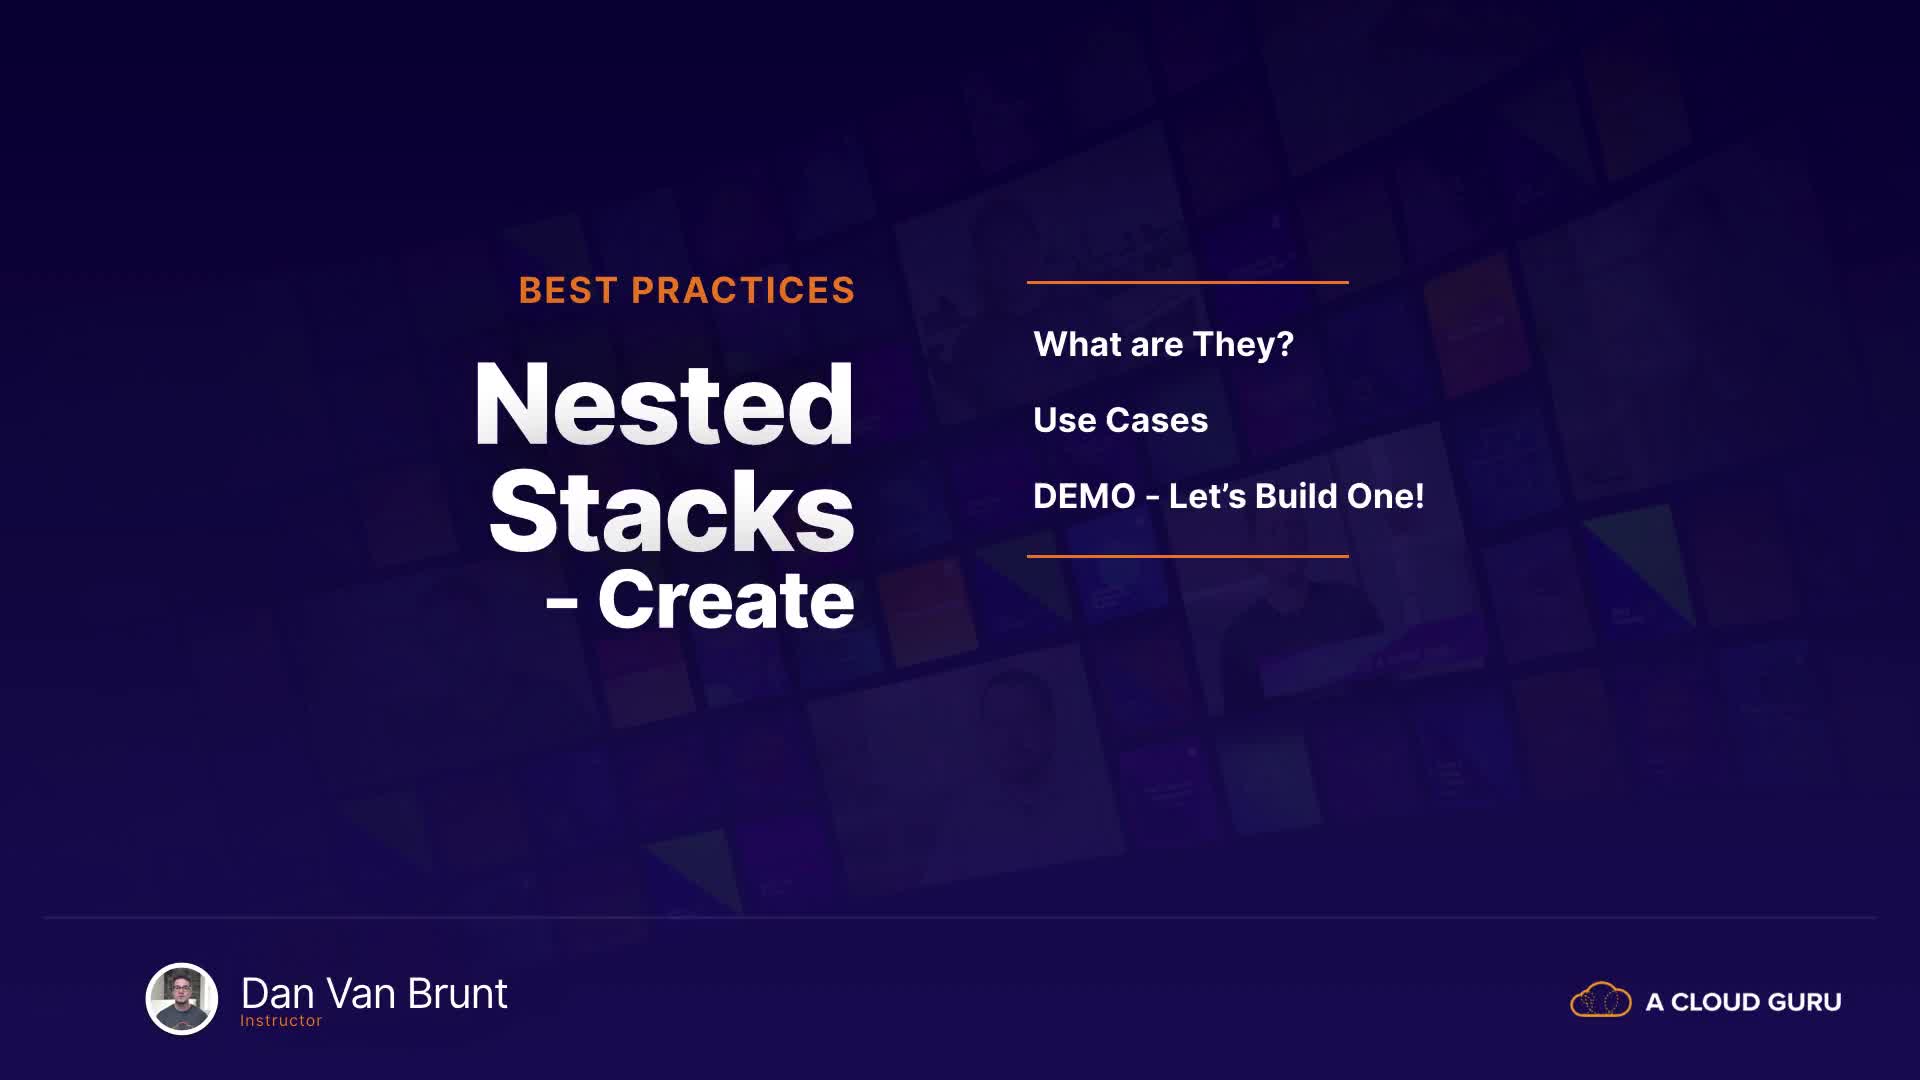 BEST PRACTICES
Nested
Stacks
- Create
What are They?
Use Cases
DEMO - Let’s Build One!
Dan Van Brunt
Instructor
A CLOUD GURU